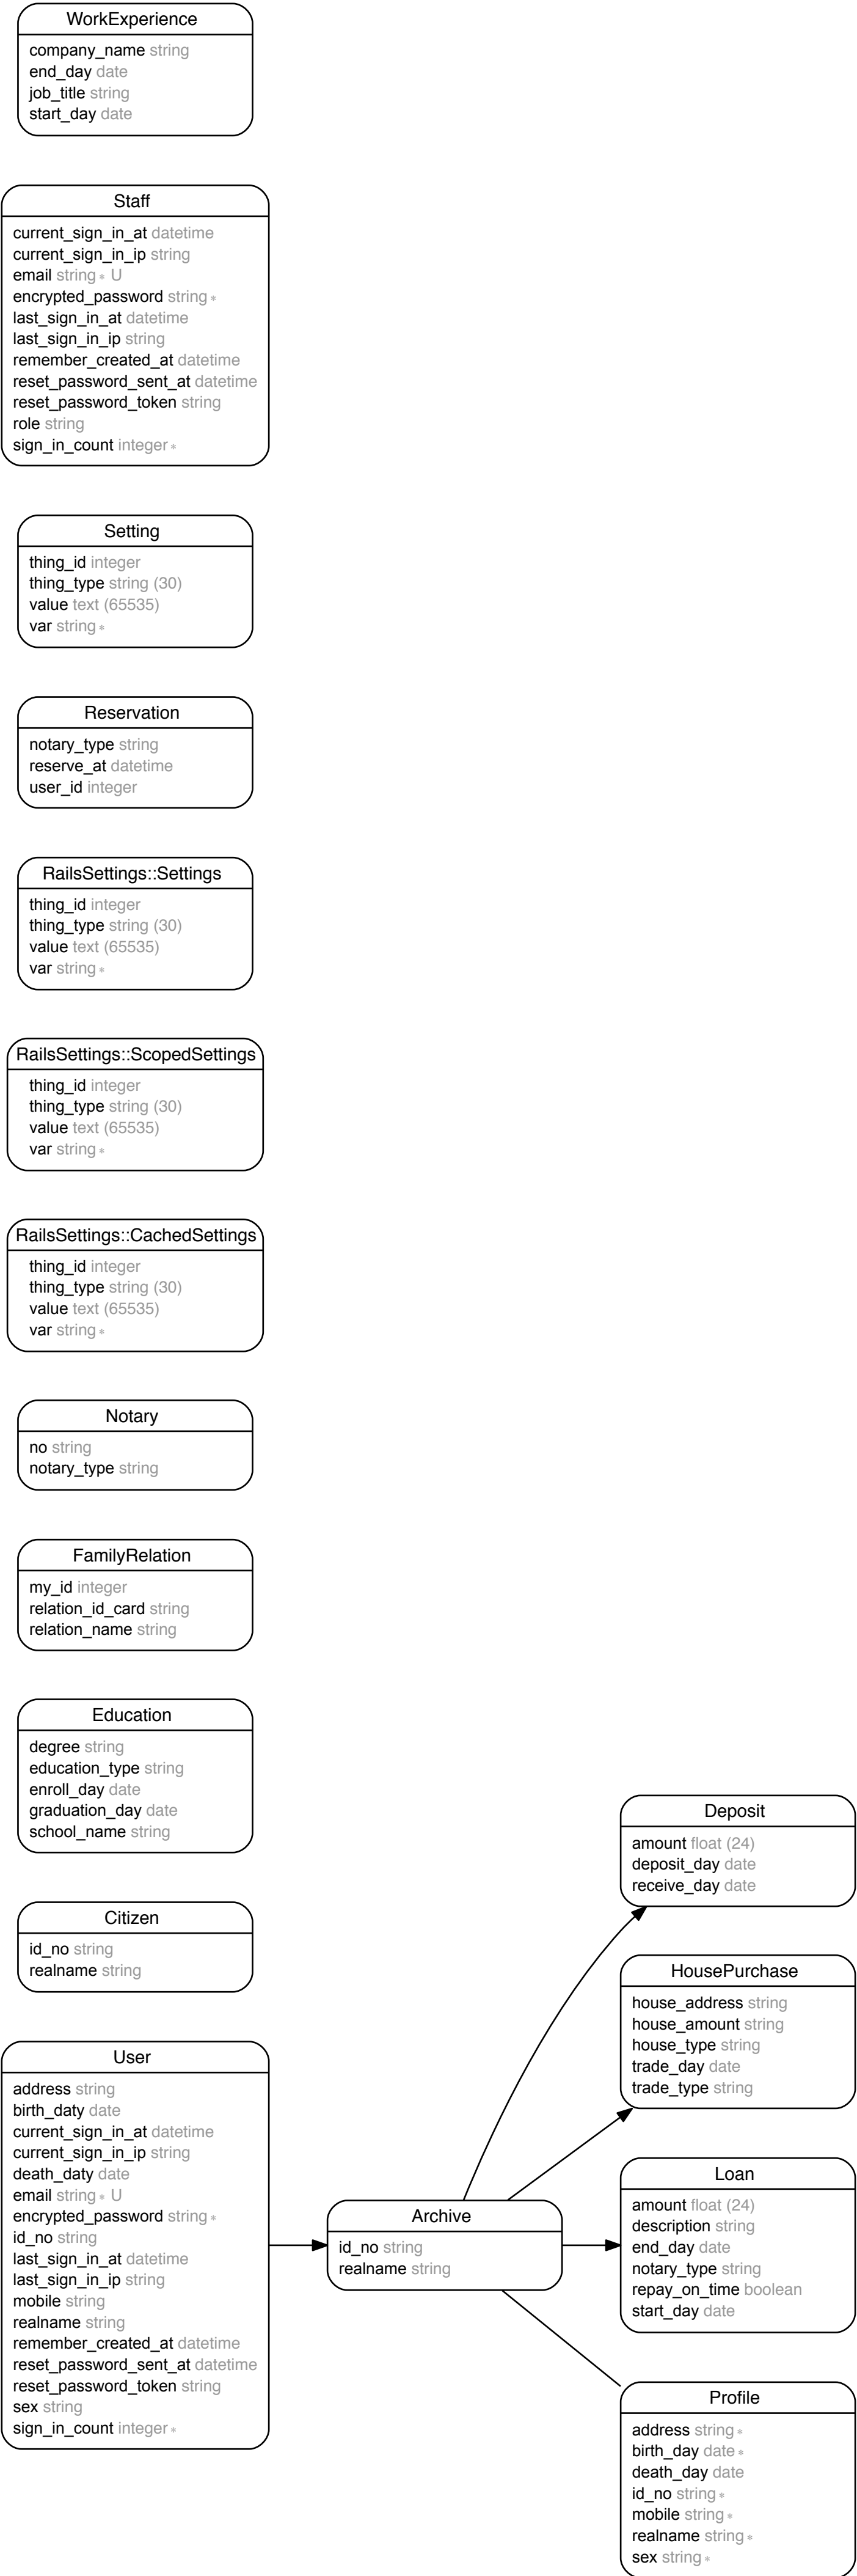 WorkExperience
company_name string
end_day date
job_title string
start_day date
Staff
current_sign_in_at datetime
current_sign_in_ip string
email string ∗ U
encrypted_password string ∗
last_sign_in_at datetime
last_sign_in_ip string
remember_created_at datetime
reset_password_sent_at datetime
reset_password_token string
role string
sign_in_count integer ∗
Setting
thing_id integer
thing_type string (30)
value text (65535)
var string ∗
Reservation
notary_type string
reserve_at datetime
user_id integer
RailsSettings::Settings
thing_id integer
thing_type string (30)
value text (65535)
var string ∗
RailsSettings::ScopedSettings
thing_id integer
thing_type string (30)
value text (65535)
var string ∗
RailsSettings::CachedSettings
thing_id integer
thing_type string (30)
value text (65535)
var string ∗
Notary
no string
notary_type string
FamilyRelation
my_id integer
relation_id_card string
relation_name string
Education
degree string
education_type string
enroll_day date
graduation_day date
school_name string
Citizen
id_no string
realname string
User
address string
birth_daty date
current_sign_in_at datetime
current_sign_in_ip string
death_daty date
email string ∗ U
encrypted_password string ∗
id_no string
last_sign_in_at datetime
last_sign_in_ip string
mobile string
realname string
remember_created_at datetime
reset_password_sent_at datetime
reset_password_token string
sex string
sign_in_count integer ∗
Archive
id_no string
realname string
Deposit
amount float (24)
deposit_day date
receive_day date
HousePurchase
house_address string
house_amount string
house_type string
trade_day date
trade_type string
Loan
amount float (24)
description string
end_day date
notary_type string
repay_on_time boolean
start_day date
Profile
address string ∗
birth_day date ∗
death_day date
id_no string ∗
mobile string ∗
realname string ∗
sex string ∗